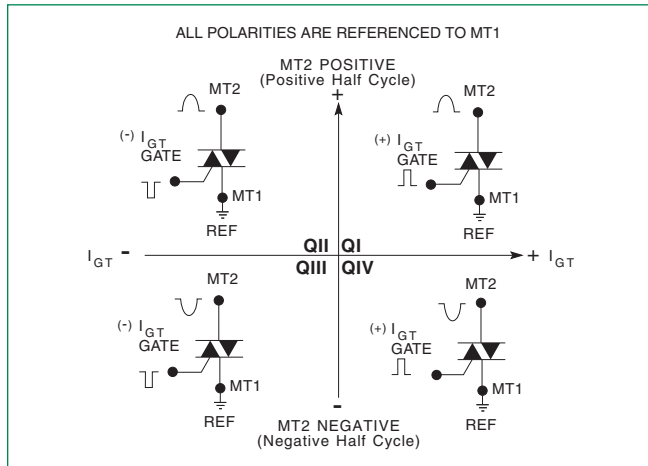 ALL POLARITIES ARE REFERENCED TO MT1
MT2 POSITIVE
(Positive Half Cycle)
+
MT2
(-) IGT
GATE
MT1
REF
MT2
(+) IGT
GATE
MT1
REF
IGT -
QII QI
QIII QIV
+ IGT
MT2
(-) IGT
GATE
MT1
REF
MT2
(+) IGT
GATE
MT1
REF
-
MT2 NEGATIVE
(Negative Half Cycle)